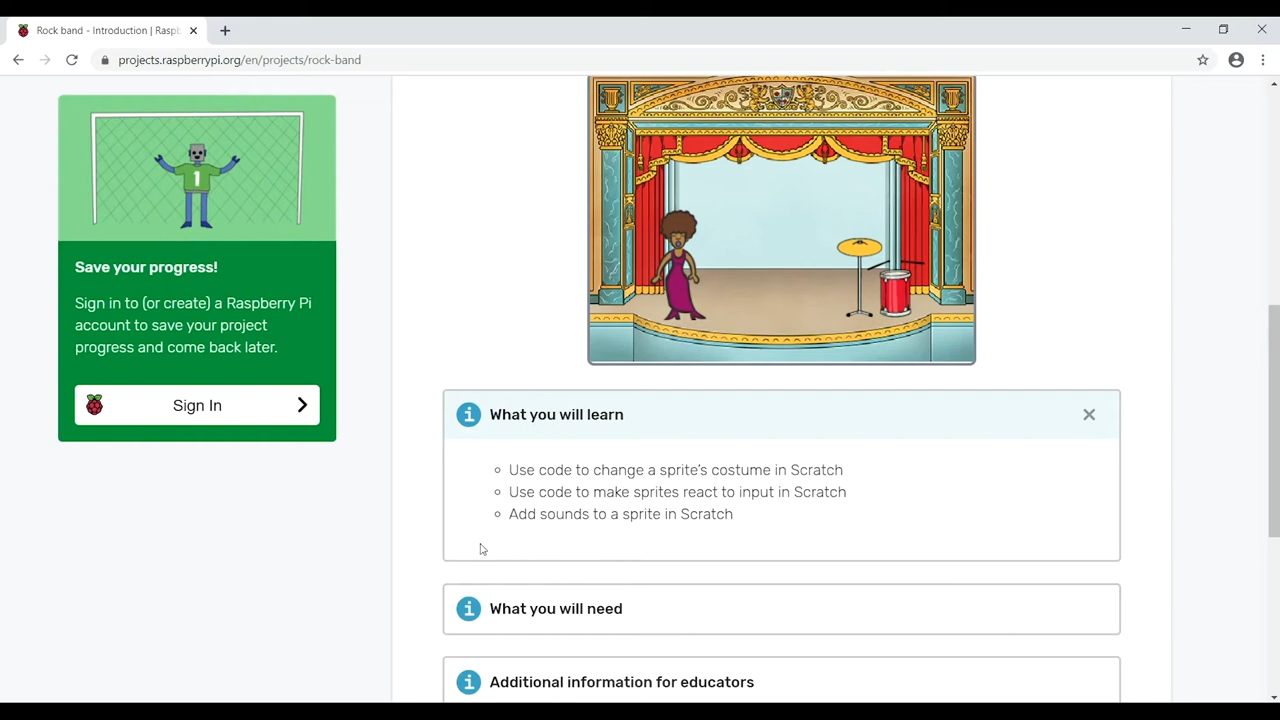 Rock band - Introduction | Raspb
projects.raspberrypi.org/en/projects/rock-band
1
Save your progress!
Sign in to (or create) a Raspberry Pi
account to save your project
progress and come back later.
Sign In
What you will learn
Use code to change a sprite's costume in Scratch
Use code to make sprites react to input in Scratch
Add sounds to a sprite in Scratch
What you will need
Additional information for educators